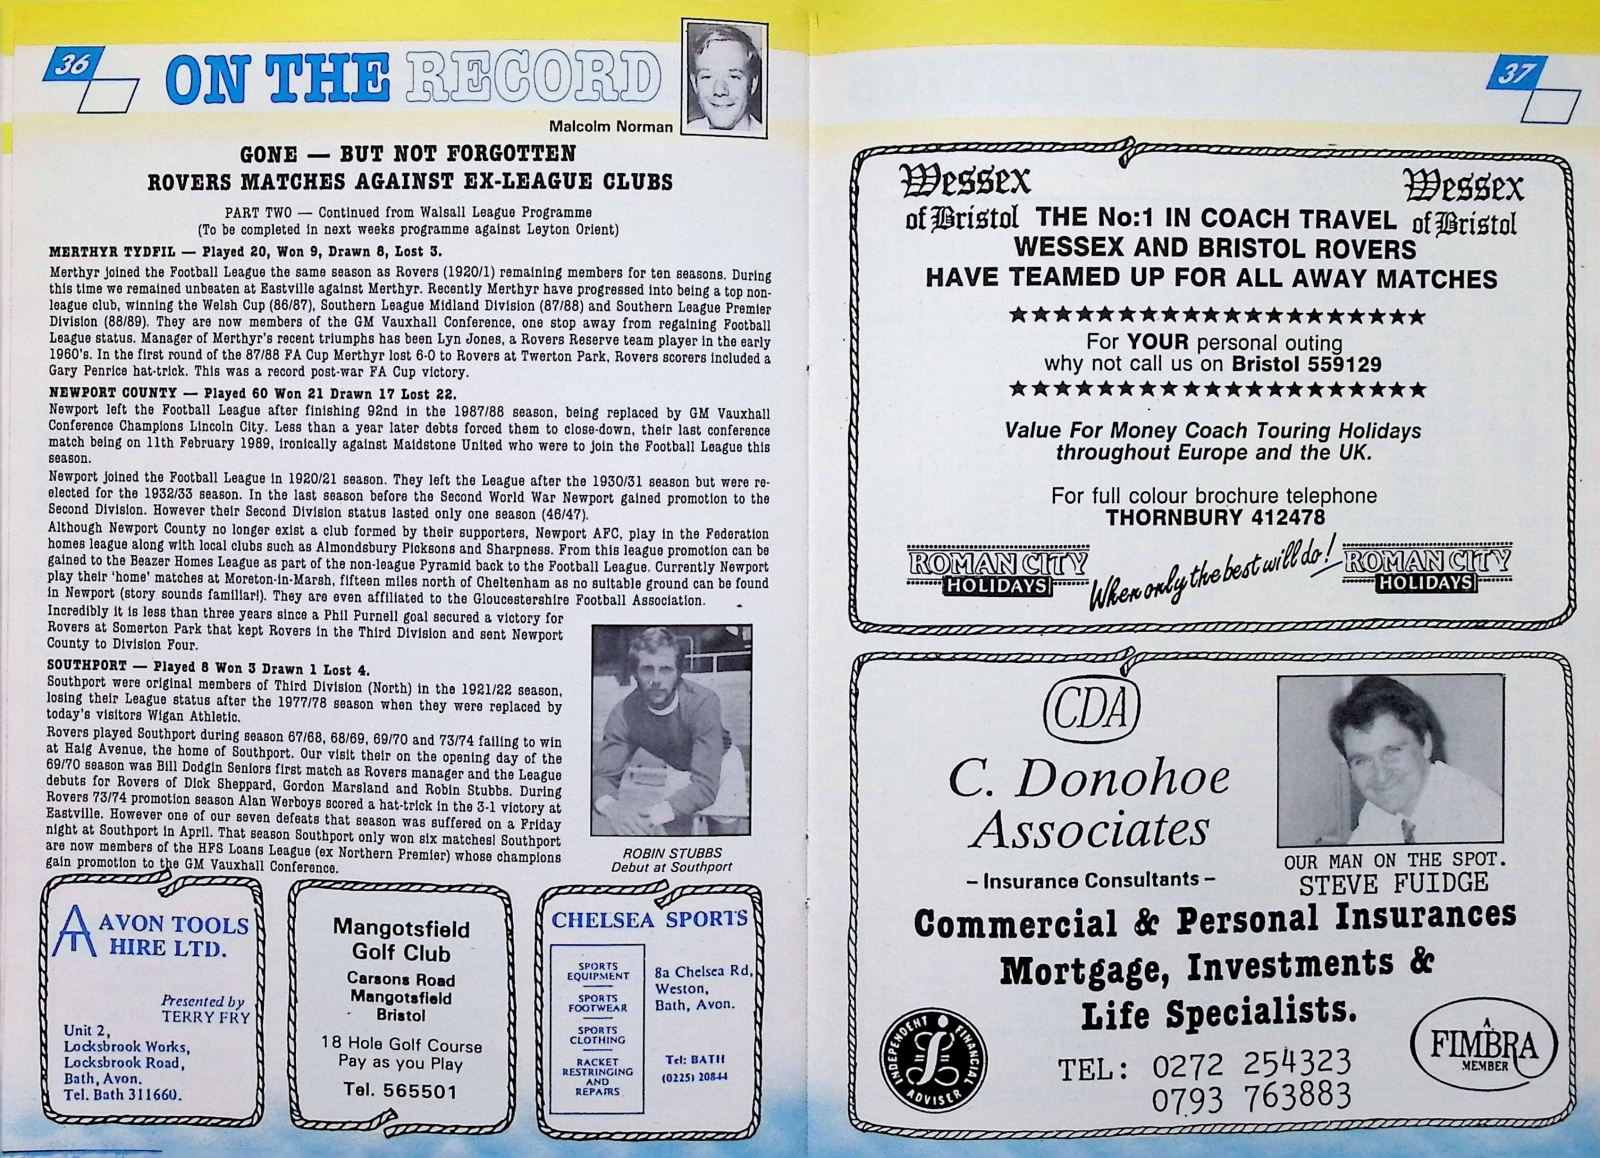 36
ON THE RECORD
Malcolm Norman
GONE — BUT NOT FORGOTTEN
ROVERS MATCHES AGAINST EX-LEAGUE CLUBS
PART TWO — Continued from Walsall League Programme
(To be completed in next weeks programme against Leyton Orient)
MERTHYR TYDFIL — Played 20, Won 9, Drawn 8, Lost 3.
Merthyr joined the Football League the same season as Rovers (1920/1) remaining members for ten seasons. During
this time we remained unbeaten at Eastville against Merthyr. Recently Merthyr have progressed into being a top non-
league club, winning the Welsh Cup (86/87), Southern League Midland Division (87/88) and Southern League Premier
Division (88/89). They are now members of the GM Vauxhall Conference, one stop away from regaining Football
League status. Manager of Merthyr's recent triumphs has been Lyn Jones, a Rovers Reserve team player in the early
1960's. In the first round of the 87/88 FA Cup Merthyr lost 6-0 to Rovers at Twerton Park, Rovers scorers included a
Gary Penrice hat-trick. This was a record post-war FA Cup victory.
NEWPORT COUNTY — Played 60 Won 21 Drawn 17 Lost 22.
Newport left the Football League after finishing 92nd in the 1987/88 season, being replaced by GM Vauxhall
Conference Champions Lincoln City. Less than a year later debts forced them to close-down, their last conference
match being on 11th February 1989, ironically against Maidstone United who were to join the Football League this
season.
Newport joined the Football League in 1920/21 season. They left the League after the 1930/31 season but were re-
elected for the 1932/33 season. In the last season before the Second World War Newport gained promotion to the
Second Division. However their Second Division status lasted only one season (46/47).
Although Newport County no longer exist a club formed by their supporters, Newport AFC, play in the Federation
homes league along with local clubs such as Almondsbury Picksons and Sharpness. From this league promotion can be
gained to the Beazer Homes League as part of the non-league Pyramid back to the Football League. Currently Newport
play their 'home' matches at Moreton-in-Marsh, fifteen miles north of Cheltenham as no suitable ground can be found
in Newport (story sounds familiar!). They are even affiliated to the Gloucestershire Football Association.
Incredibly it is less than three years since a Phil Purnell goal secured a victory for
Rovers at Somerton Park that kept Rovers in the Third Division and sent Newport
County to Division Four.
SOUTHPORT — Played 8 Won 3 Drawn 1 Lost 4.
Southport were original members of Third Division (North) in the 1921/22 season,
losing their League status after the 1977/78 season when they were replaced by
today's visitors Wigan Athletic.
Rovers played Southport during season 67/68, 68/69, 69/70 and 73/74 failing to win
at Haig Avenue, the home of Southport. Our visit their on the opening day of the
69/70 season was Bill Dodgin Seniors first match as Rovers manager and the League
debuts for Rovers of Dick Sheppard, Gordon Marsland and Robin Stubbs. During
Rovers 73/74 promotion season Alan Werboys scored a hat-trick in the 3-1 victory at
Eastville. However one of our seven defeats that season was suffered on a Friday
night at Southport in April. That season Southport only won six matches! Southport
are now members of the HFS Loans League (ex Northern Premier) whose champions
gain promotion to the GM Vauxhall Conference.
ROBIN STUBBS
Debut at Southport
AT AVON TOOLS
HIRE LTD.
Presented by
TERRY FRY
Unit 2,
Locksbrook Works,
Locksbrook Road,
Bath, Avon.
Tel. Bath 311660.
Mangotsfield
Golf Club
Carsons Road
Mangotsfield
Bristol
18 Hole Golf Course
Pay as you Play
Tel. 565501
CHELSEA SPORTS
SPORTS
EQUIPMENT
SPORTS
FOOTWEAR
SPORTS
CLOTHING
RACKET
RESTRINGING
AND
REPAIRS
8a Chelsea Rd,
Weston,
Bath, Avon.
Tel: BATH
(0225) 20844
37
Wessex
of Bristol
Wessex
of Bristol
THE No:1 IN COACH TRAVEL
WESSEX AND BRISTOL ROVERS
HAVE TEAMED UP FOR ALL AWAY MATCHES
★★★★★★★★★★★★★★★★★★★
For YOUR personal outing
why not call us on Bristol 559129
★★★★★★★★★★★★★★★★★★★
Value For Money Coach Touring Holidays
throughout Europe and the UK.
For full colour brochure telephone
THORNBURY 412478
ROMAN CITY
HOLIDAYS
When only the best will do!
ROMAN CITY
HOLIDAYS
CDA
C. Donohoe
Associates
– Insurance Consultants –
OUR MAN ON THE SPOT.
STEVE FUIDGE
Commercial & Personal Insurances
Mortgage, Investments &
Life Specialists.
INDEPENDENT FINANCIAL
ADVISER
TEL: 0272 254323
0793 763883
A
FIMBRA
MEMBER